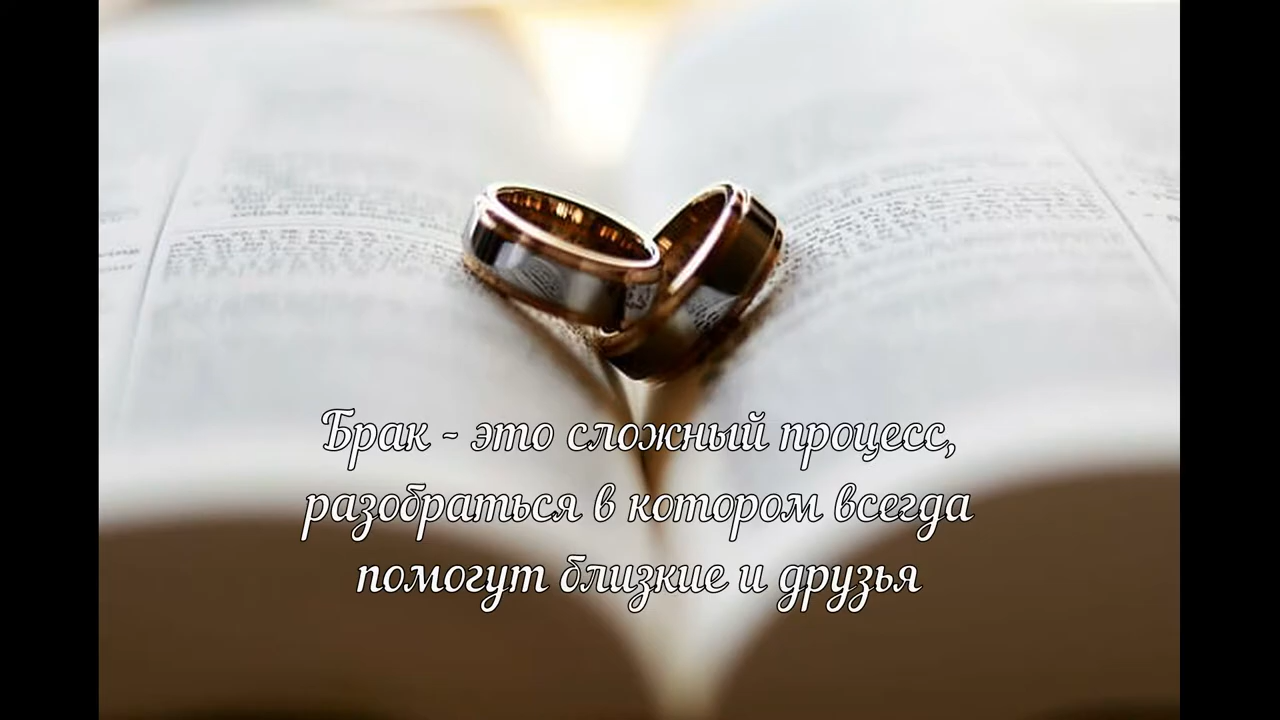 Брак - это сложный процесс,
разобраться в котором всегда
помогут близкие и друзья